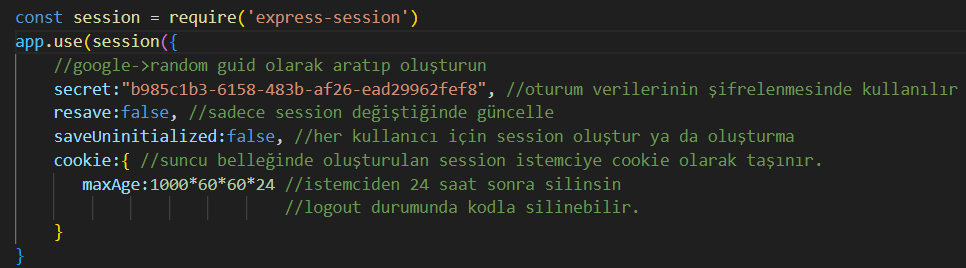 const session = require('express-session')
app.use(session({
//google->random guid olarak aratıp oluşturun
secret:"b985c1b3-6158-483b-af26-ead29962fef8", //oturum verilerinin şifrelenmesinde kullanılır
resave:false, //sadece session değiştiğinde güncelle
saveUninitialized:false, //her kullanıcı için session oluştur ya da oluşturma
cookie:{ //suncu belleğinde oluşturulan session istemciye cookie olarak taşınır.
maxAge:1000*60*60*24 //istemciden 24 saat sonra silinsin
//logout durumunda kodla silinebilir.
}
}